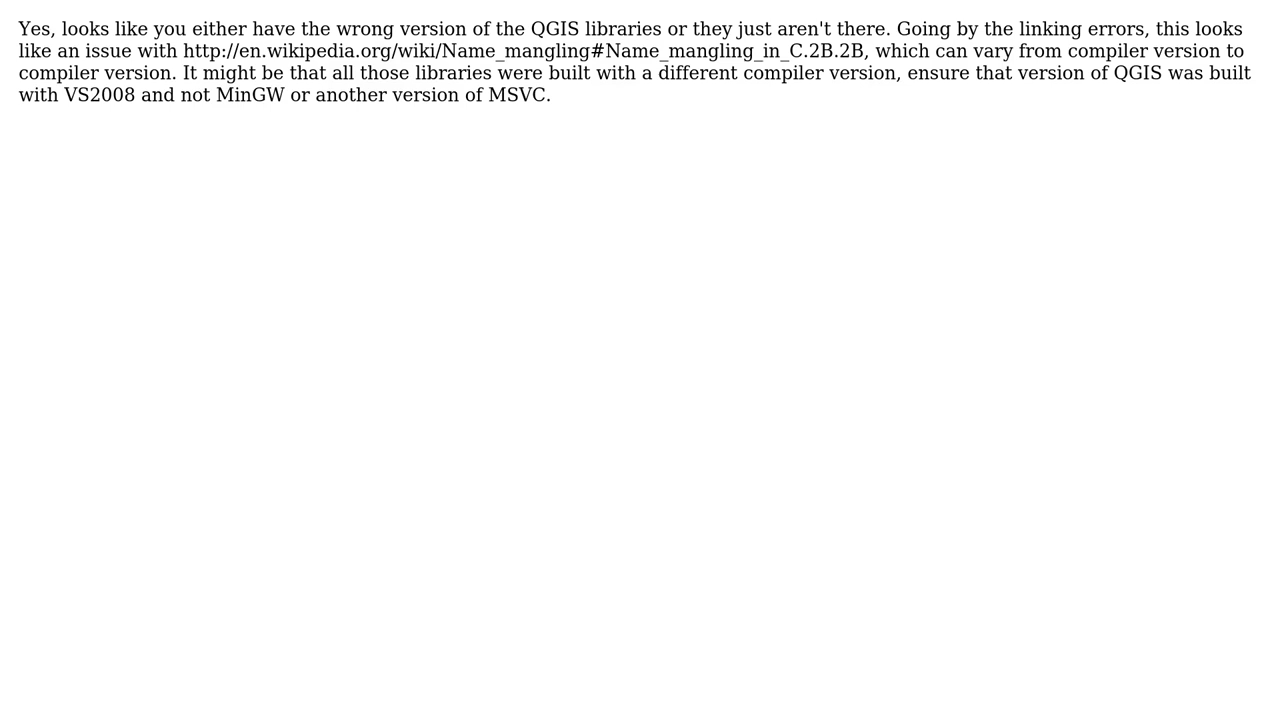 Yes, looks like you either have the wrong version of the QGIS libraries or they just aren't there. Going by the linking errors, this looks
like an issue with http://en.wikipedia.org/wiki/Name_mangling#Name_mangling_in_C.2B.2B, which can vary from compiler version to
compiler version. It might be that all those libraries were built with a different compiler version, ensure that version of QGIS was built
with VS2008 and not MinGW or another version of MSVC.